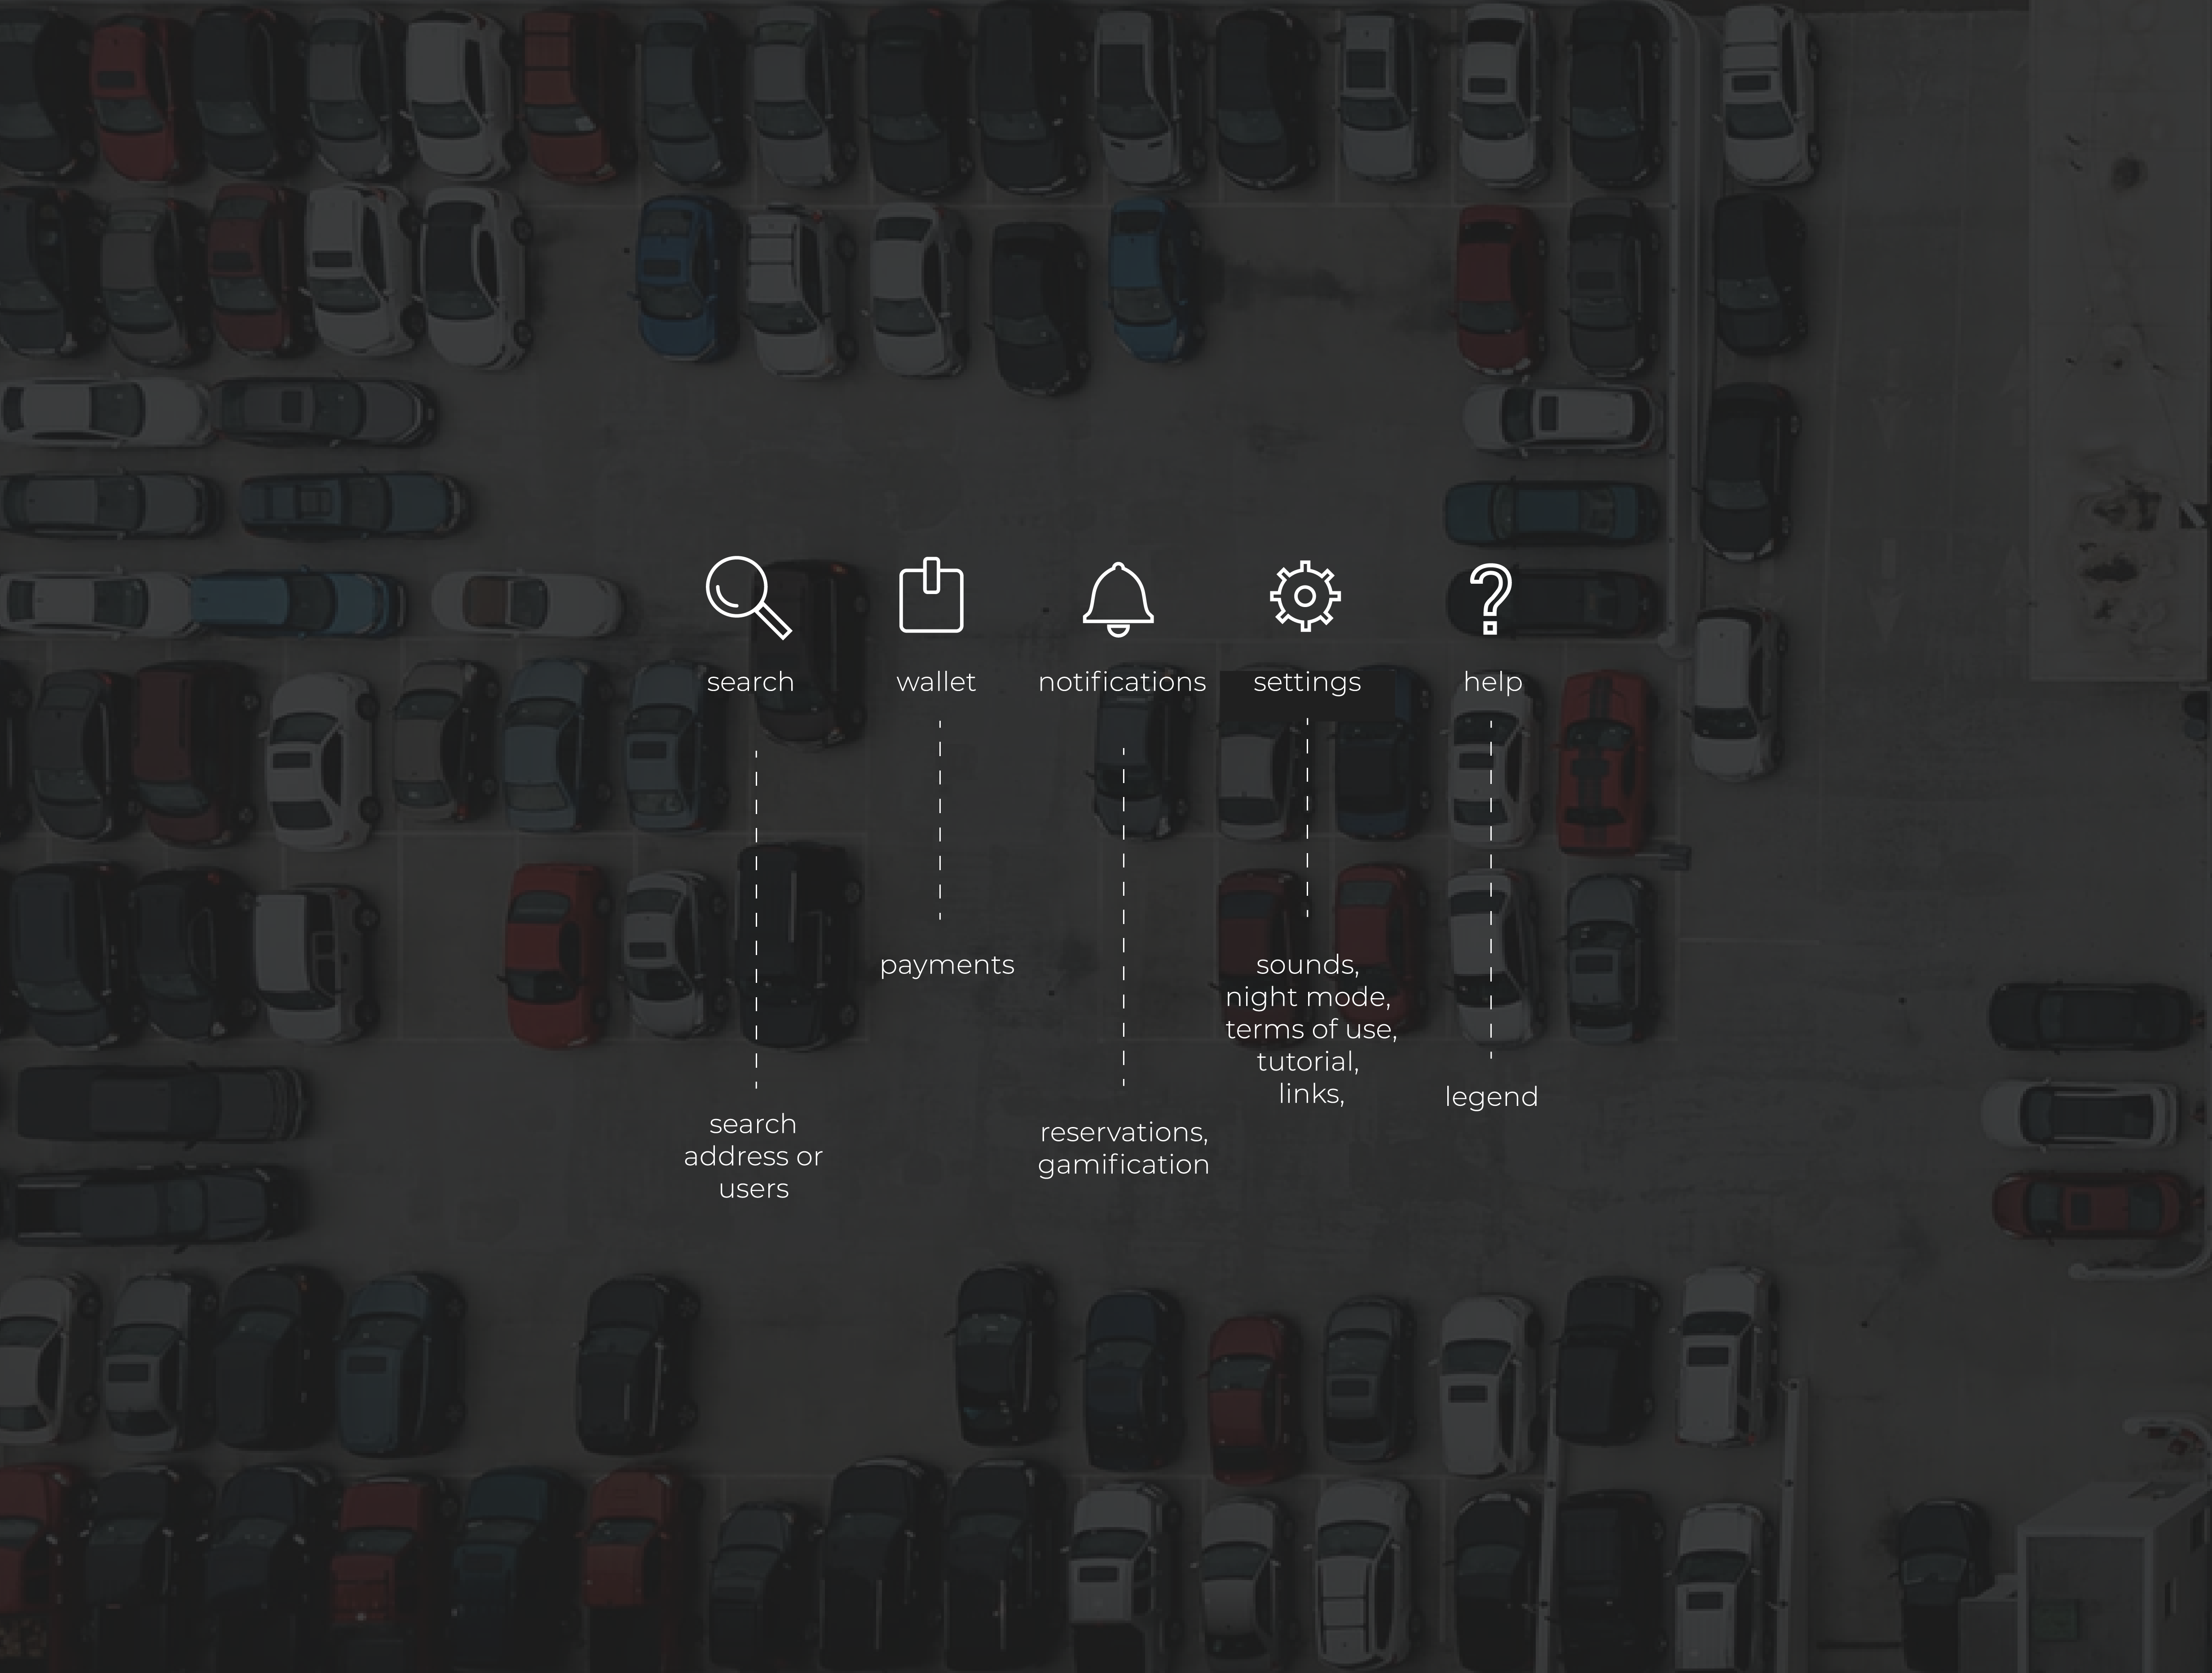 search
wallet
notifications
settings
help
payments
sounds,
night mode,
terms of use,
tutorial,
links,
legend
search
address or
users
reservations,
gamification